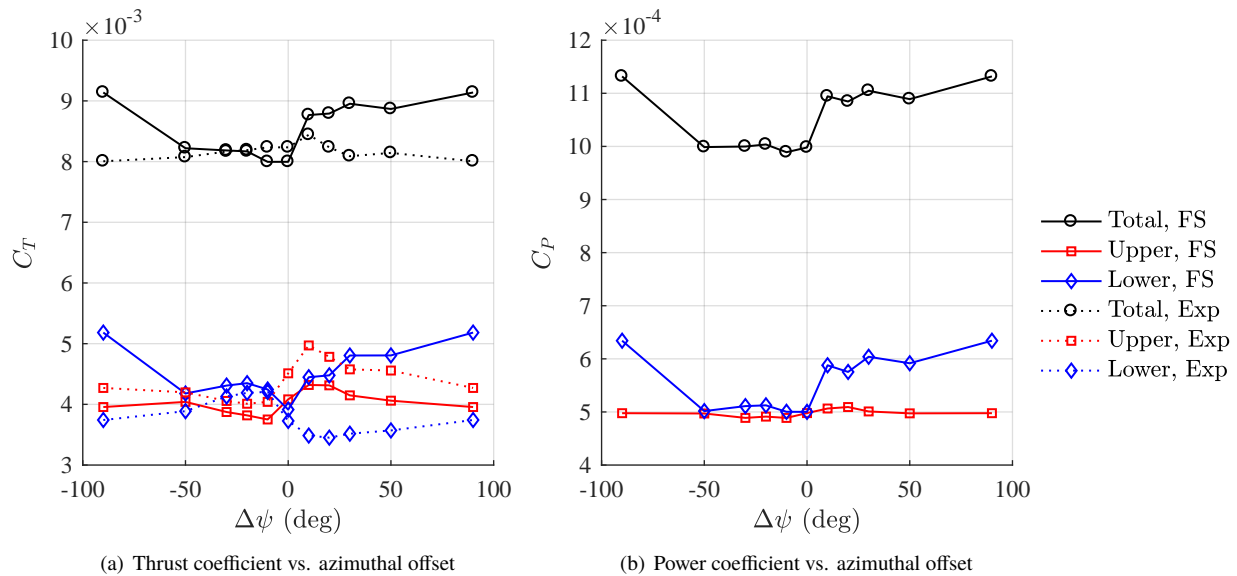 ×10⁻³
10
9
8
7
6
5
4
3
-100
-50
0
50
100
C_T
Δψ (deg)
(a) Thrust coefficient vs. azimuthal offset
×10⁻⁴
12
11
10
9
8
7
6
5
4
-100
-50
0
50
100
C_P
Δψ (deg)
(b) Power coefficient vs. azimuthal offset
Total, FS
Upper, FS
Lower, FS
Total, Exp
Upper, Exp
Lower, Exp